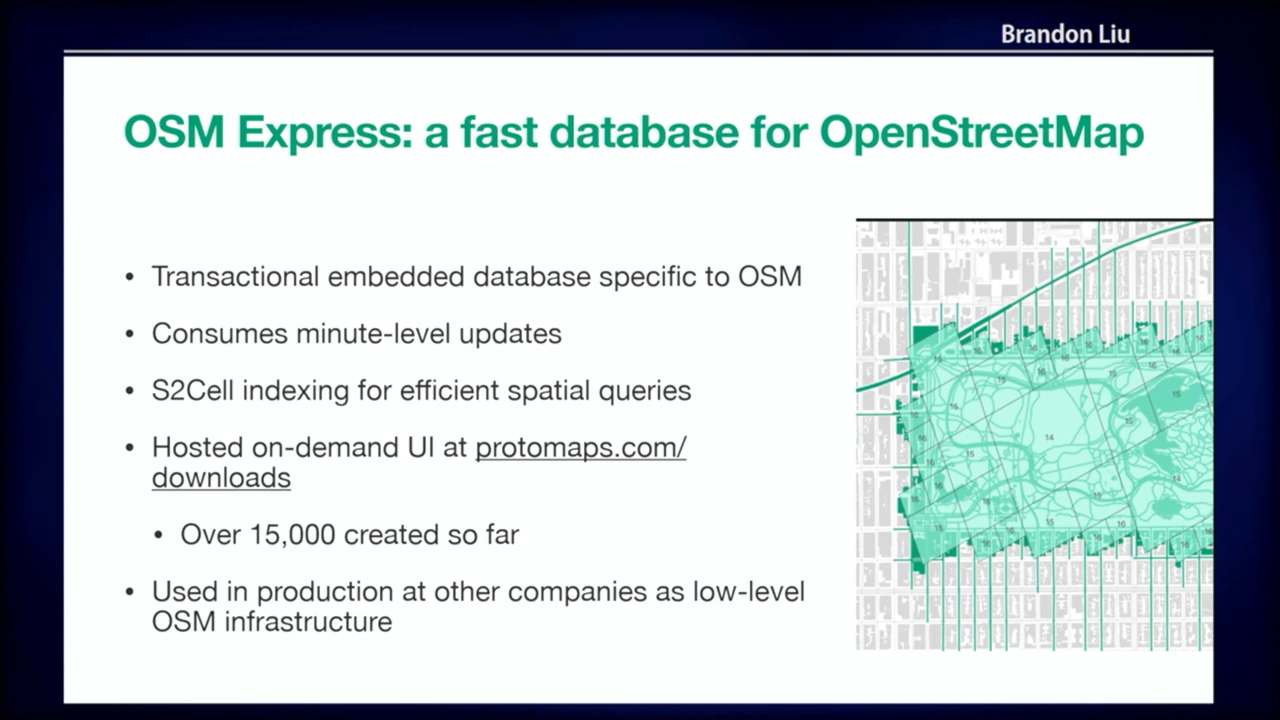 Brandon Liu
OSM Express: a fast database for OpenStreetMap
• Transactional embedded database specific to OSM
• Consumes minute-level updates
• S2Cell indexing for efficient spatial queries
• Hosted on-demand UI at protomaps.com/
downloads
• Over 15,000 created so far
• Used in production at other companies as low-level
OSM infrastructure